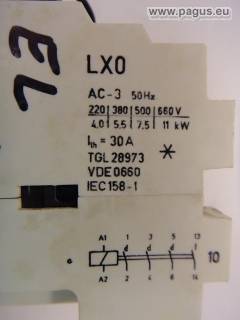 www.pagus.eu
EL
LX0
AC-3 50Hz
220 380 500 660 V
4.0 5.5 7.5 11 kW
Ith = 30A
TGL 28973
VDE 0660
IEC 158-1
*
A1 1 3 5 13
10
A2 2 4 6 14